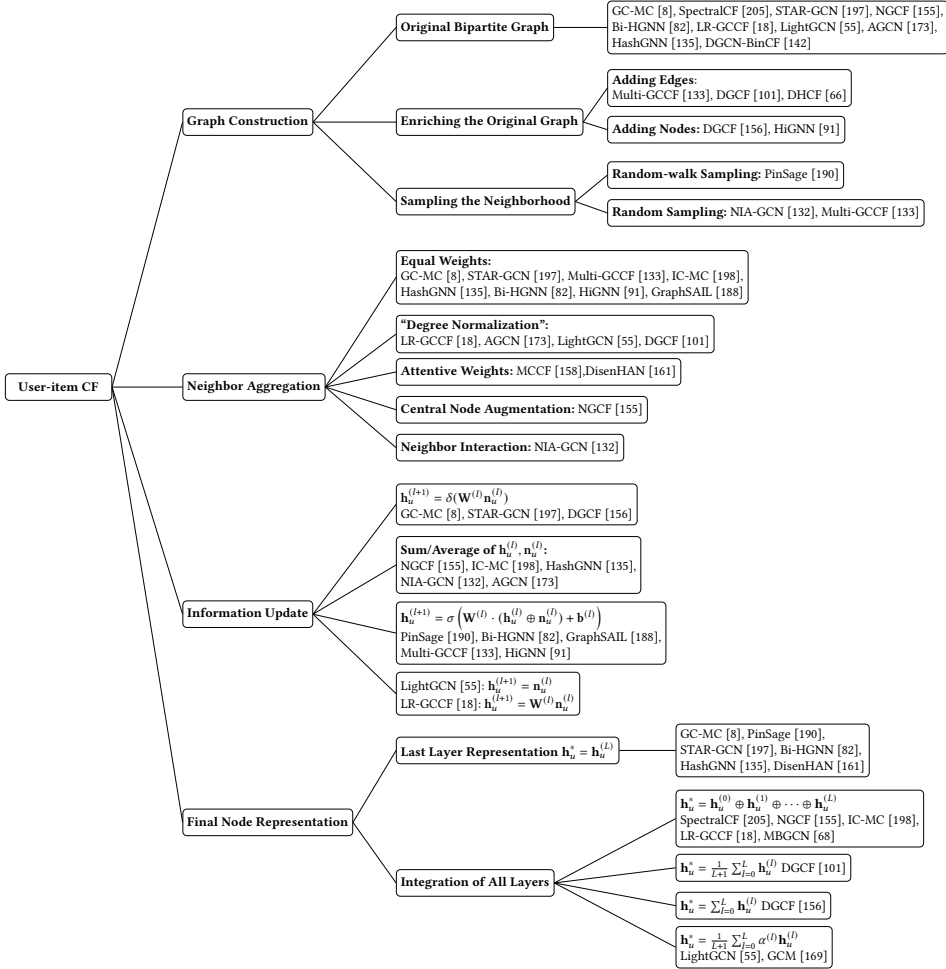 User-item CF
Graph Construction
Original Bipartite Graph
GC-MC [8], SpectralCF [205], STAR-GCN [197], NGCF [155],
Bi-HGNN [82], LR-GCCF [18], LightGCN [55], AGCN [173],
HashGNN [135], DGCN-BinCF [142]
Enriching the Original Graph
Adding Edges:
Multi-GCCF [133], DGCF [101], DHCF [66]
Adding Nodes: DGCF [156], HiGNN [91]
Sampling the Neighborhood
Random-walk Sampling: PinSage [190]
Random Sampling: NIA-GCN [132], Multi-GCCF [133]
Neighbor Aggregation
Equal Weights:
GC-MC [8], STAR-GCN [197], Multi-GCCF [133], IC-MC [198],
HashGNN [135], Bi-HGNN [82], HiGNN [91], GraphSAIL [188]
“Degree Normalization”:
LR-GCCF [18], AGCN [173], LightGCN [55], DGCF [101]
Attentive Weights: MCCF [158],DisenHAN [161]
Central Node Augmentation: NGCF [155]
Neighbor Interaction: NIA-GCN [132]
Information Update
h_u^{(l+1)} = δ(W^{(l)} n_u^{(l)})
GC-MC [8], STAR-GCN [197], DGCF [156]
Sum/Average of h_u^{(l)}, n_u^{(l)}:
NGCF [155], IC-MC [198], HashGNN [135],
NIA-GCN [132], AGCN [173]
h_u^{(l+1)} = σ (W^{(l)} · (h_u^{(l)} ⊕ n_u^{(l)}) + b^{(l)})
PinSage [190], Bi-HGNN [82], GraphSAIL [188],
Multi-GCCF [133], HiGNN [91]
LightGCN [55]: h_u^{(l+1)} = n_u^{(l)}
LR-GCCF [18]: h_u^{(l+1)} = W^{(l)} n_u^{(l)}
Final Node Representation
Last Layer Representation h_u^* = h_u^{(L)}
GC-MC [8], PinSage [190],
STAR-GCN [197], Bi-HGNN [82],
HashGNN [135], DisenHAN [161]
Integration of All Layers
h_u^* = h_u^{(0)} ⊕ h_u^{(1)} ⊕ ··· ⊕ h_u^{(L)}
SpectralCF [205], NGCF [155], IC-MC [198],
LR-GCCF [18], MBGCN [68]
h_u^* = \frac{1}{L+1} ∑_{l=0}^{L} h_u^{(l)} DGCF [101]
h_u^* = ∑_{l=0}^{L} h_u^{(l)} DGCF [156]
h_u^* = \frac{1}{L+1} ∑_{l=0}^{L} α^{(l)} h_u^{(l)}
LightGCN [55], GCM [169]